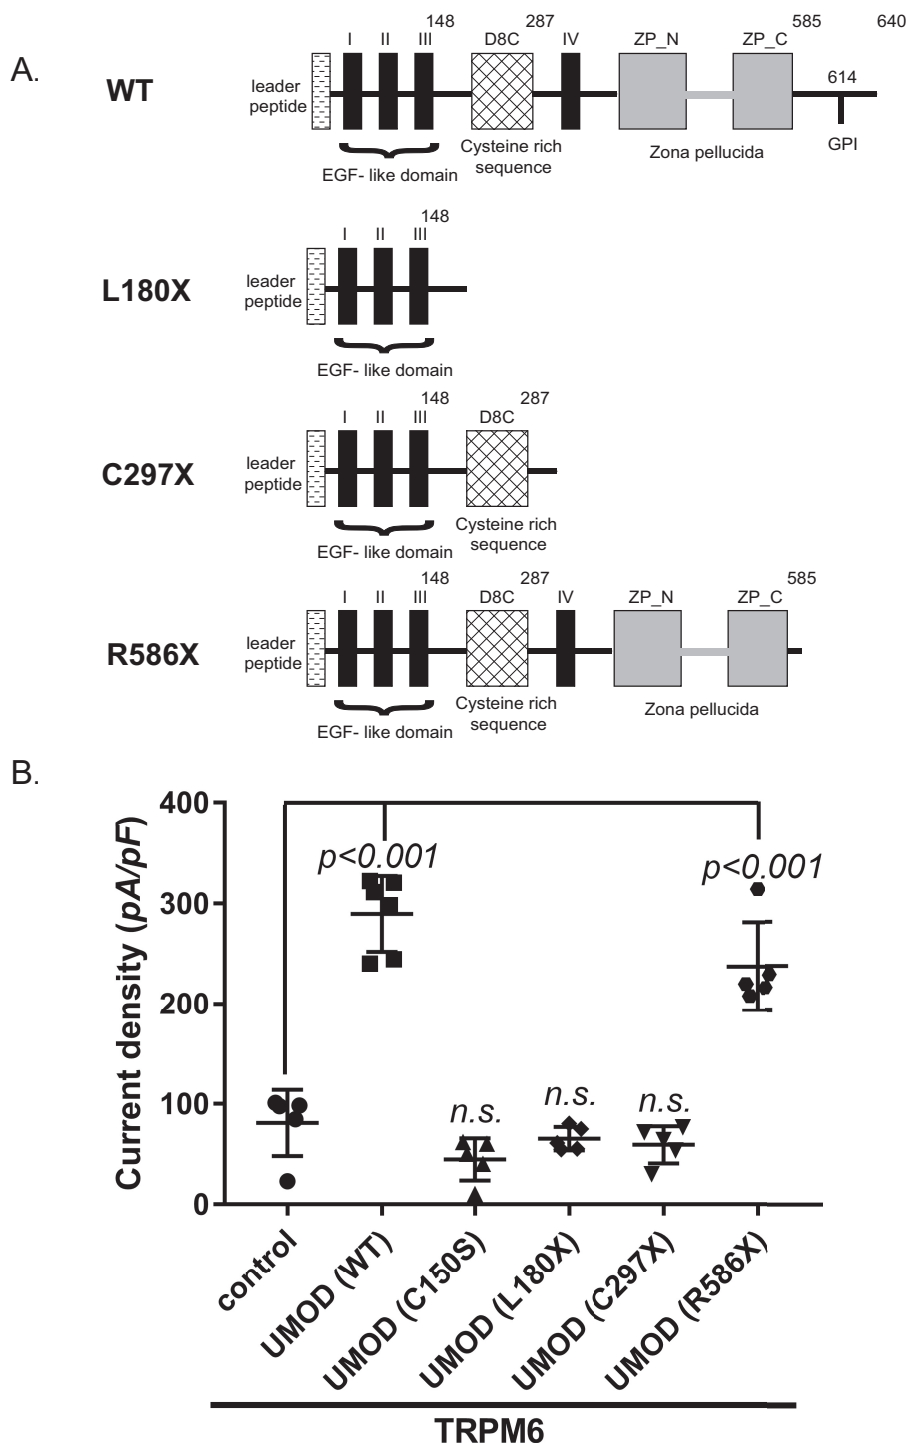 A.
148 287 585 640
I II III D8C IV ZP_N ZP_C
614
WT
leader
peptide
GPI
Cysteine rich
sequence
Zona pellucida
EGF- like domain
148
I II III
L180X
leader
peptide
EGF- like domain
148 287
I II III D8C
C297X
leader
peptide
Cysteine rich
sequence
EGF- like domain
148 287 585
I II III D8C IV ZP_N ZP_C
R586X
leader
peptide
Cysteine rich
sequence
Zona pellucida
EGF- like domain
B.
Current density (pA/pF)
400
300
200
100
0
p<0.001
p<0.001
n.s.
n.s.
n.s.
control
UMOD (WT)
UMOD (C150S)
UMOD (L180X)
UMOD (C297X)
UMOD (R586X)
TRPM6